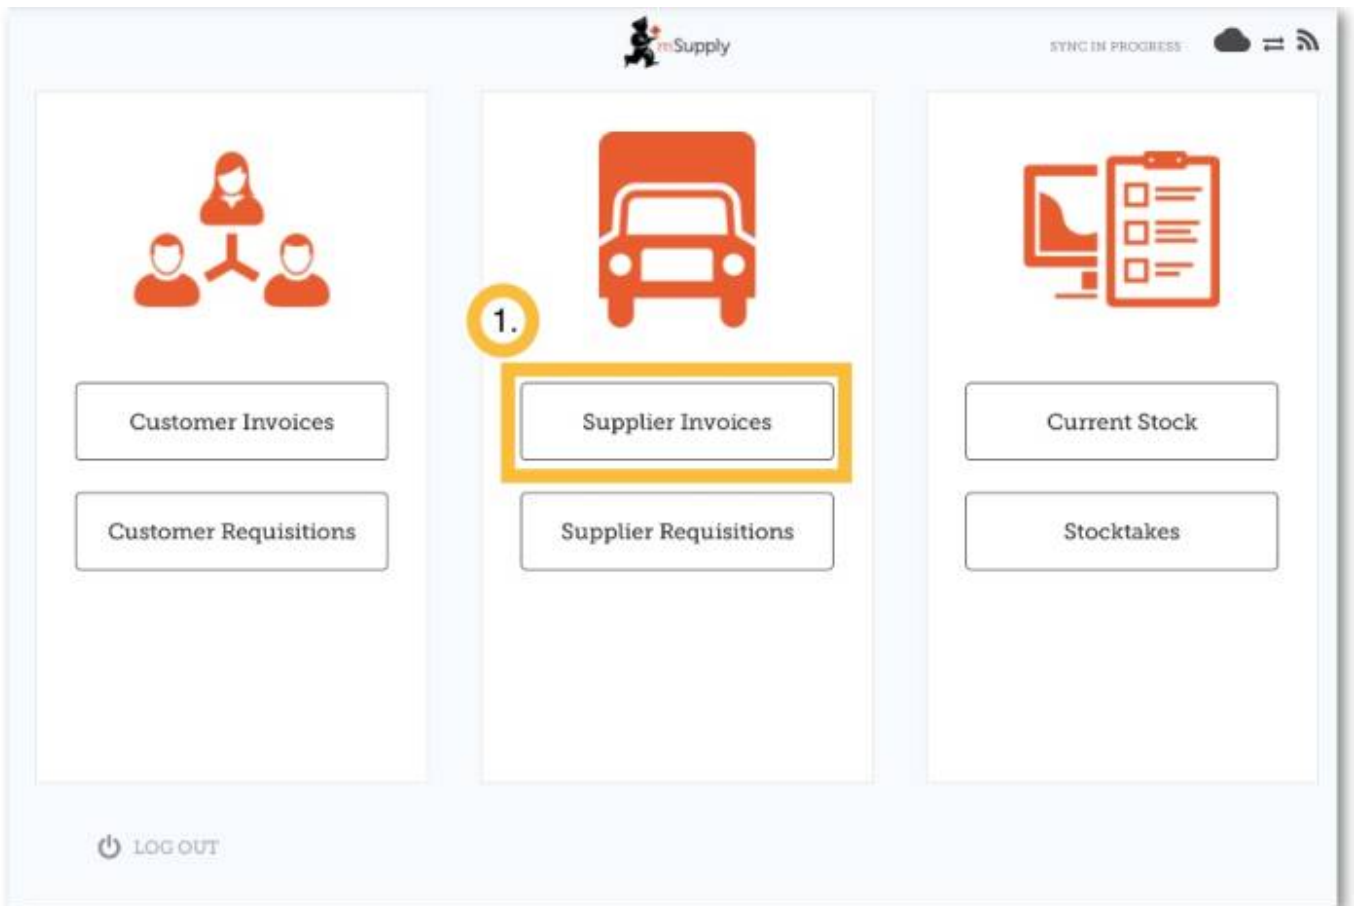 mSupply
SYNC IN PROGRESS
1.
Customer Invoices
Supplier Invoices
Current Stock
Customer Requisitions
Supplier Requisitions
Stocktakes
LOG OUT